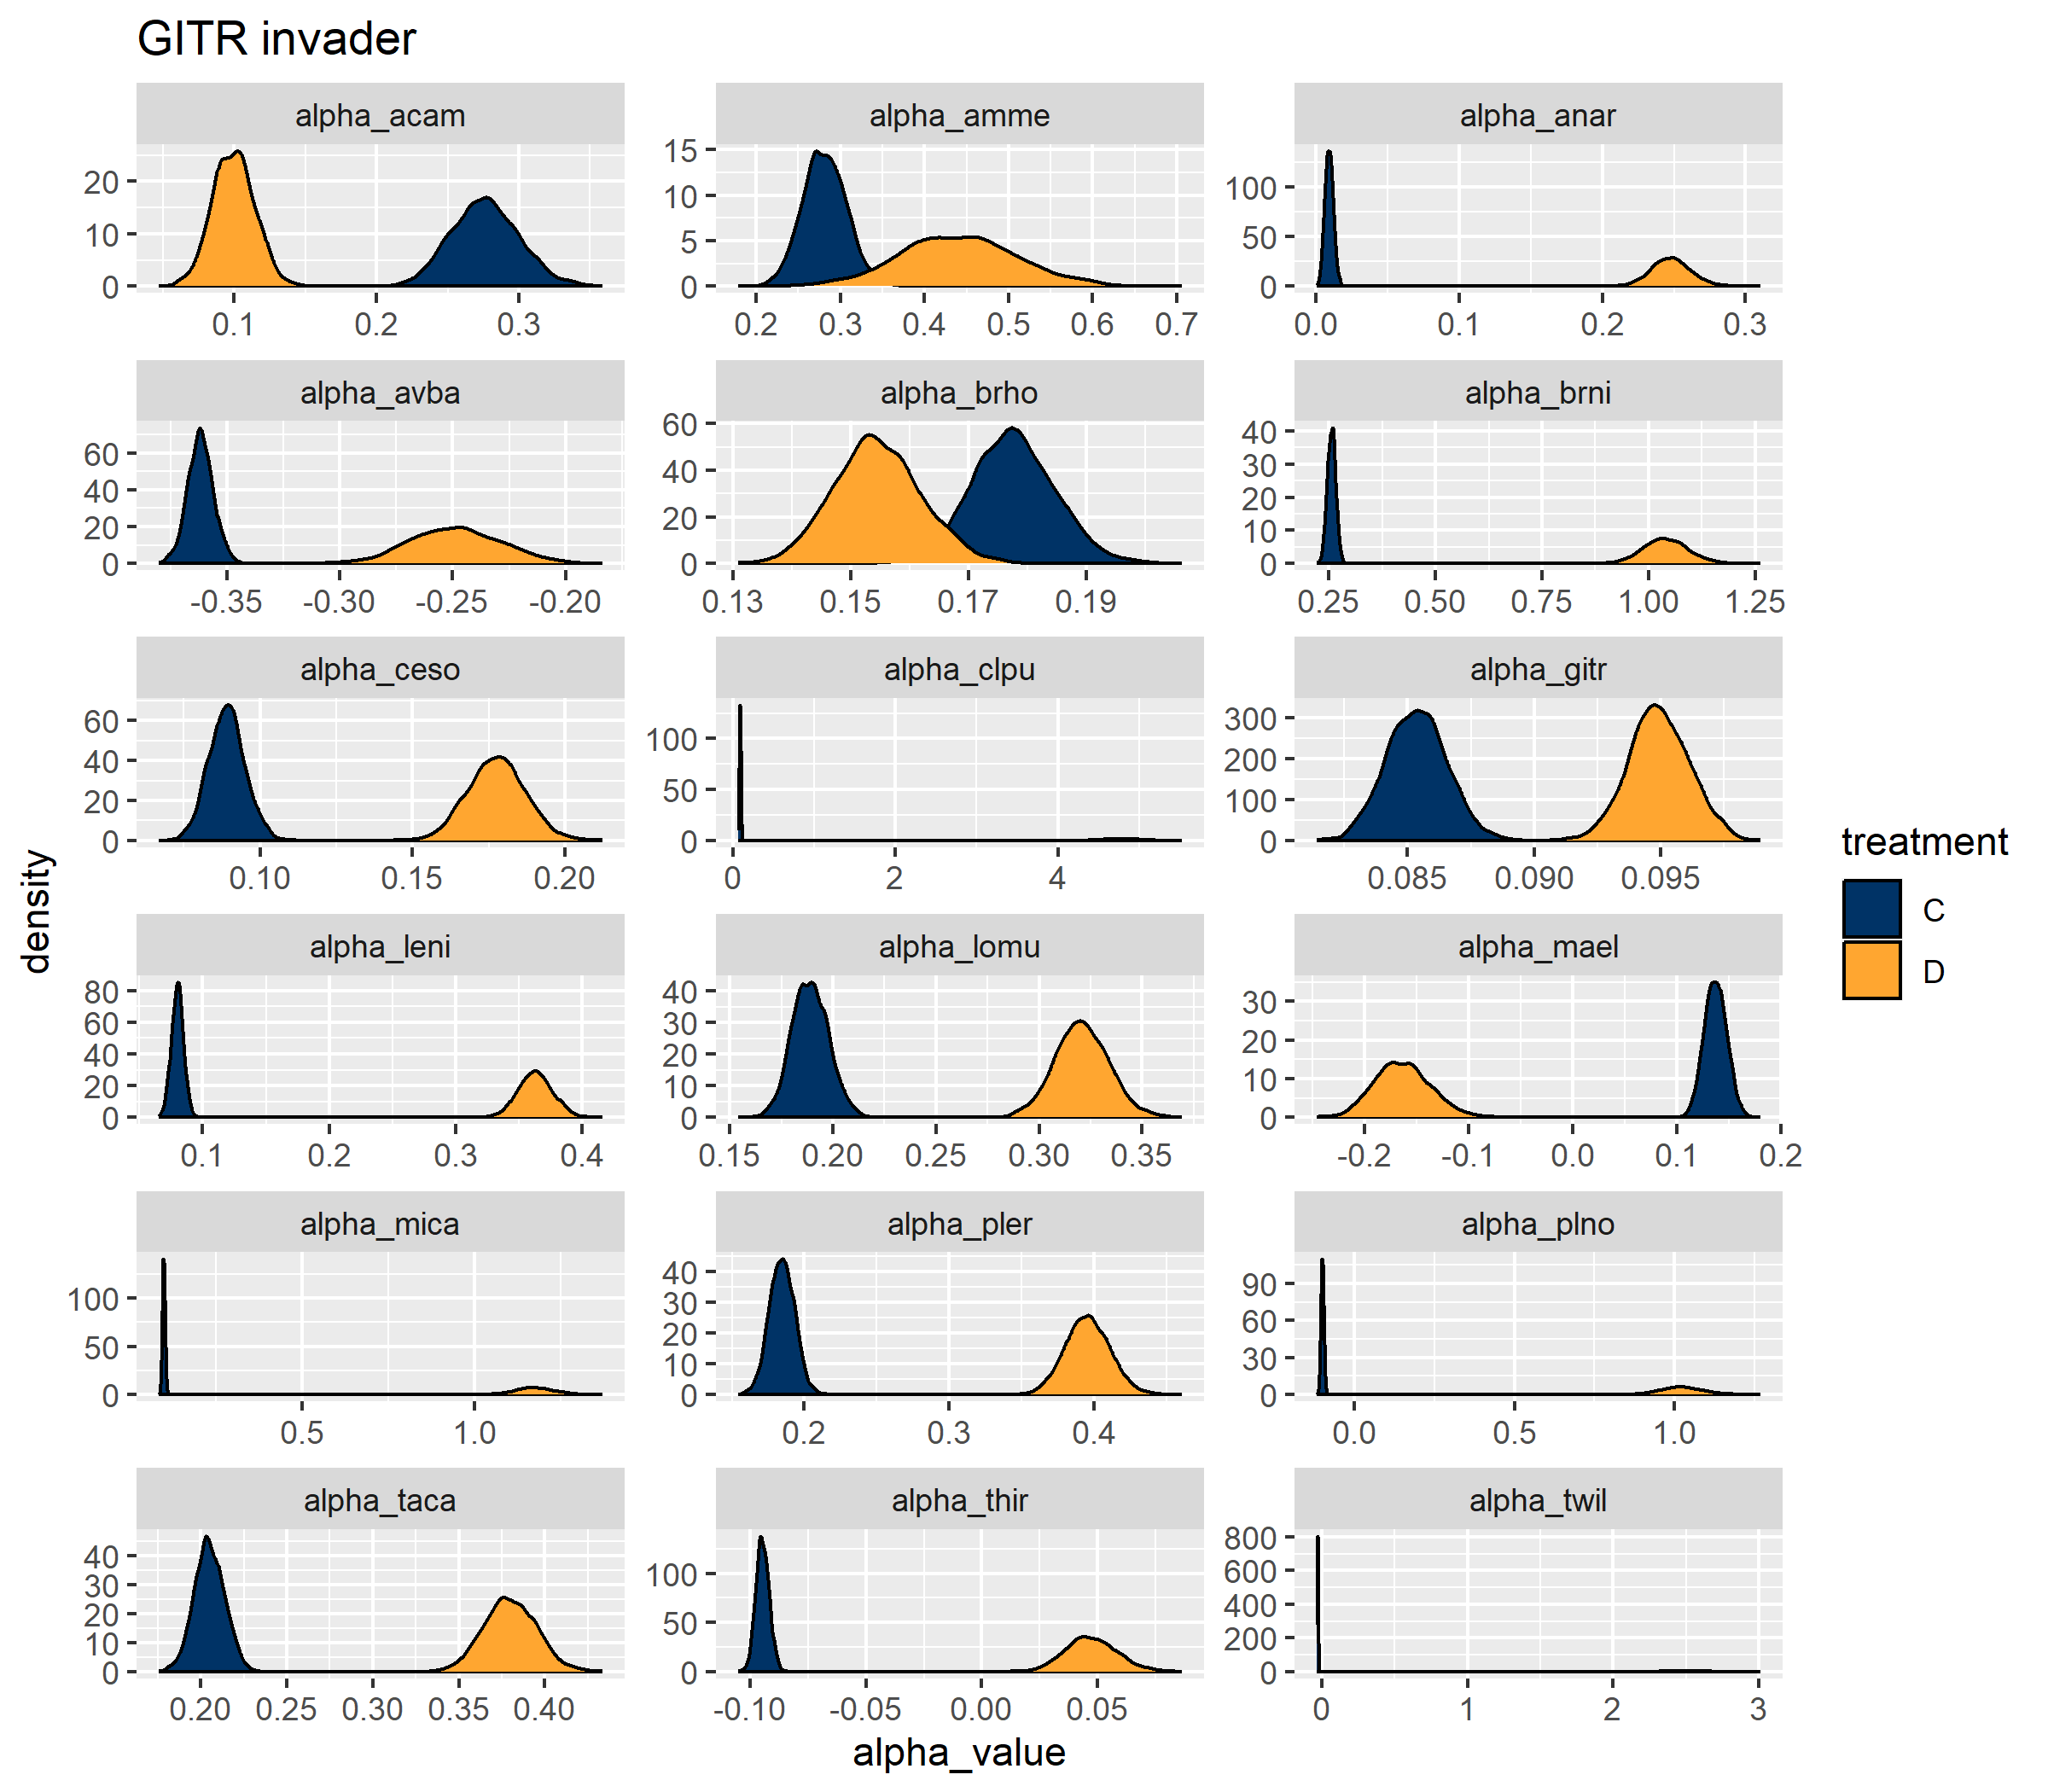 GITR invader
alpha_acam alpha_amme alpha_anar
20
10
0
0.1 0.2 0.3
15
10
5
0
0.2 0.3 0.4 0.5 0.6 0.7
100
50
0
0.0 0.1 0.2 0.3
alpha_avba alpha_brho alpha_brni
60
40
20
0
-0.35 -0.30 -0.25 -0.20
60
40
20
0
0.13 0.15 0.17 0.19
40
30
20
10
0
0.25 0.50 0.75 1.00 1.25
alpha_ceso alpha_clpu alpha_gitr
60
40
20
0
0.10 0.15 0.20
100
50
0
0 2 4
300
200
100
0
0.085 0.090 0.095
alpha_leni alpha_lomu alpha_mael
80
60
40
20
0
0.1 0.2 0.3 0.4
40
30
20
10
0
0.15 0.20 0.25 0.30 0.35
30
20
10
0
-0.2 -0.1 0.0 0.1 0.2
alpha_mica alpha_pler alpha_plno
100
50
0
0.5 1.0
40
30
20
10
0
0.2 0.3 0.4
90
60
30
0
0.0 0.5 1.0
alpha_taca alpha_thir alpha_twil
40
30
20
10
0
0.20 0.25 0.30 0.35 0.40
100
50
0
-0.10 -0.05 0.00 0.05
800
600
400
200
0
0 1 2 3
density
alpha_value
treatment
C
D